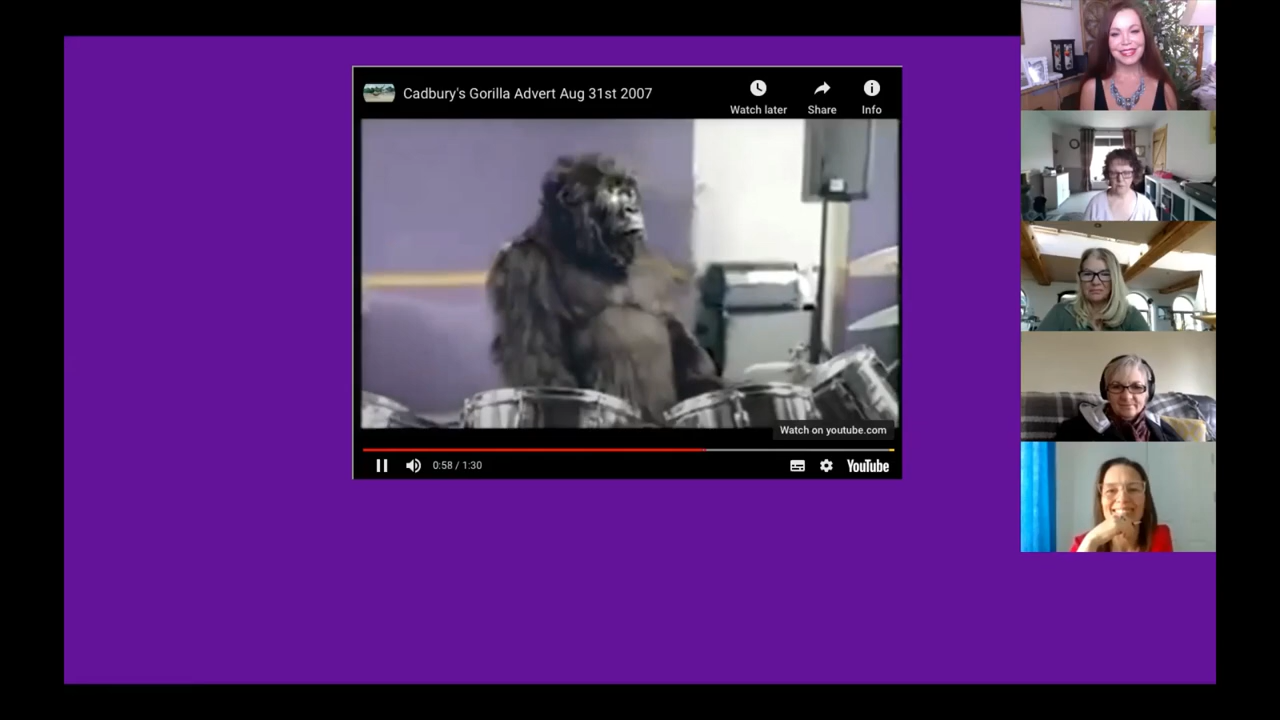 Cadbury's Gorilla Advert Aug 31st 2007
Watch later
Share
Info
Watch on youtube.com
0:58 / 1:30
YouTube